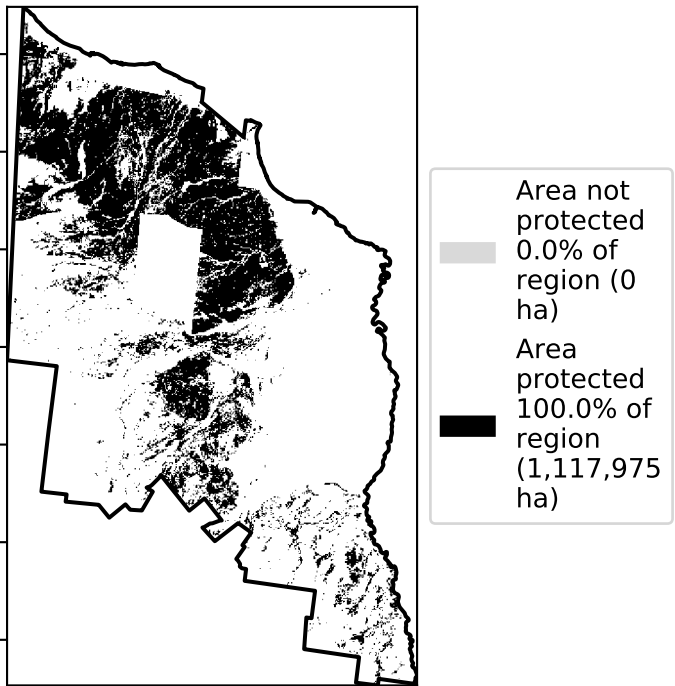 Area not
protected
0.0% of
region (0
ha)
Area
protected
100.0% of
region
(1,117,975
ha)